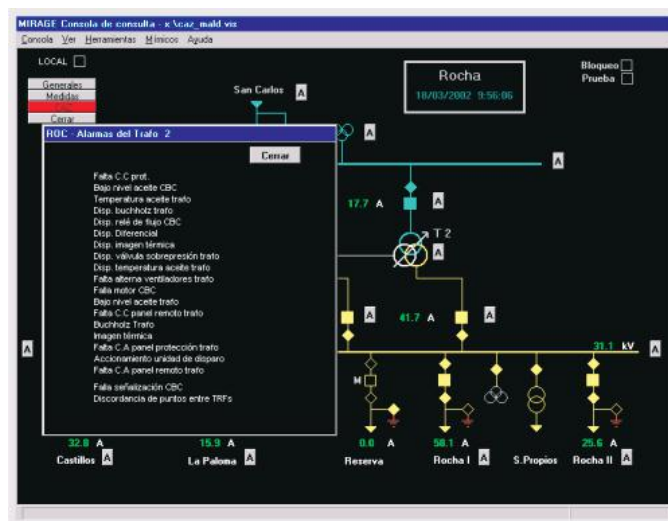 MIRAGE Consola de consulta - x:\caz_mald.vis
Consola Ver Herramientas Mímicos Ayuda
LOCAL
Bloqueo
Prueba
Generales
Medidas
Cerrar
San Carlos A
Rocha
18/03/2002 9:56:06
ROC - Alarmas del Trafo 2
Cerrar
Falta C.C prot.
Bajo nivel aceite CBC
Temperatura aceite trafo
Disp. buchholz trafo
Disp. relé de flujo CBC
Disp. Diferencial
Disp. imagen térmica
Disp. válvula sobrepresión trafo
Disp. temperatura aceite trafo
Falta alterna ventiladores trafo
Falta motor CBC
Bajo nivel aceite trafo
Falta C.C panel remoto trafo
Buchholz Trafo
Imagen térmica
Falta C.A panel protección trafo
Accionamiento unidad de disparo
Falta C.A panel remoto trafo
Falta señalización CBC
Discordancia de puntos entre TRFs
A
A
17.7 A A
T 2
A
A 41.7 A A
A
31.1 kV A
M
32.8 A 15.9 A 0.0 A 58.1 A 25.6 A
Castillos A La Paloma A Reserva Rocha I A S.Propios Rocha II A